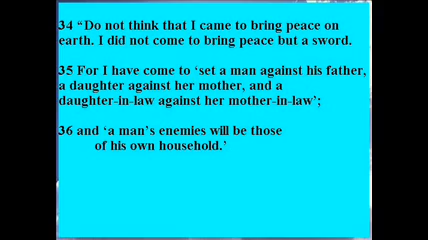 34 “Do not think that I came to bring peace on
earth. I did not come to bring peace but a sword.
35 For I have come to ‘set a man against his father,
a daughter against her mother, and a
daughter-in-law against her mother-in-law’;
36 and ‘a man’s enemies will be those
of his own household.’